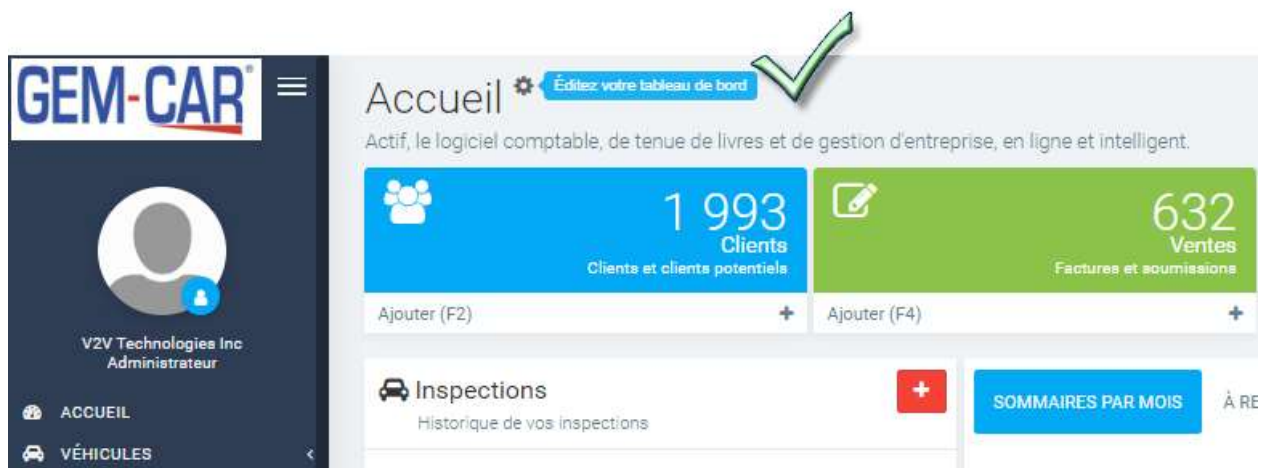 GEM-CAR®
Accueil
Éditez votre tableau de bord
Actif, le logiciel comptable, de tenue de livres et de gestion d'entreprise, en ligne et intelligent.
1 993
Clients
Clients et clients potentiels
Ajouter (F2)
632
Ventes
Factures et soumissions
Ajouter (F4)
V2V Technologies Inc
Administrateur
ACCUEIL
VÉHICULES
Inspections
Historique de vos inspections
SOMMAIRES PAR MOIS
À RE